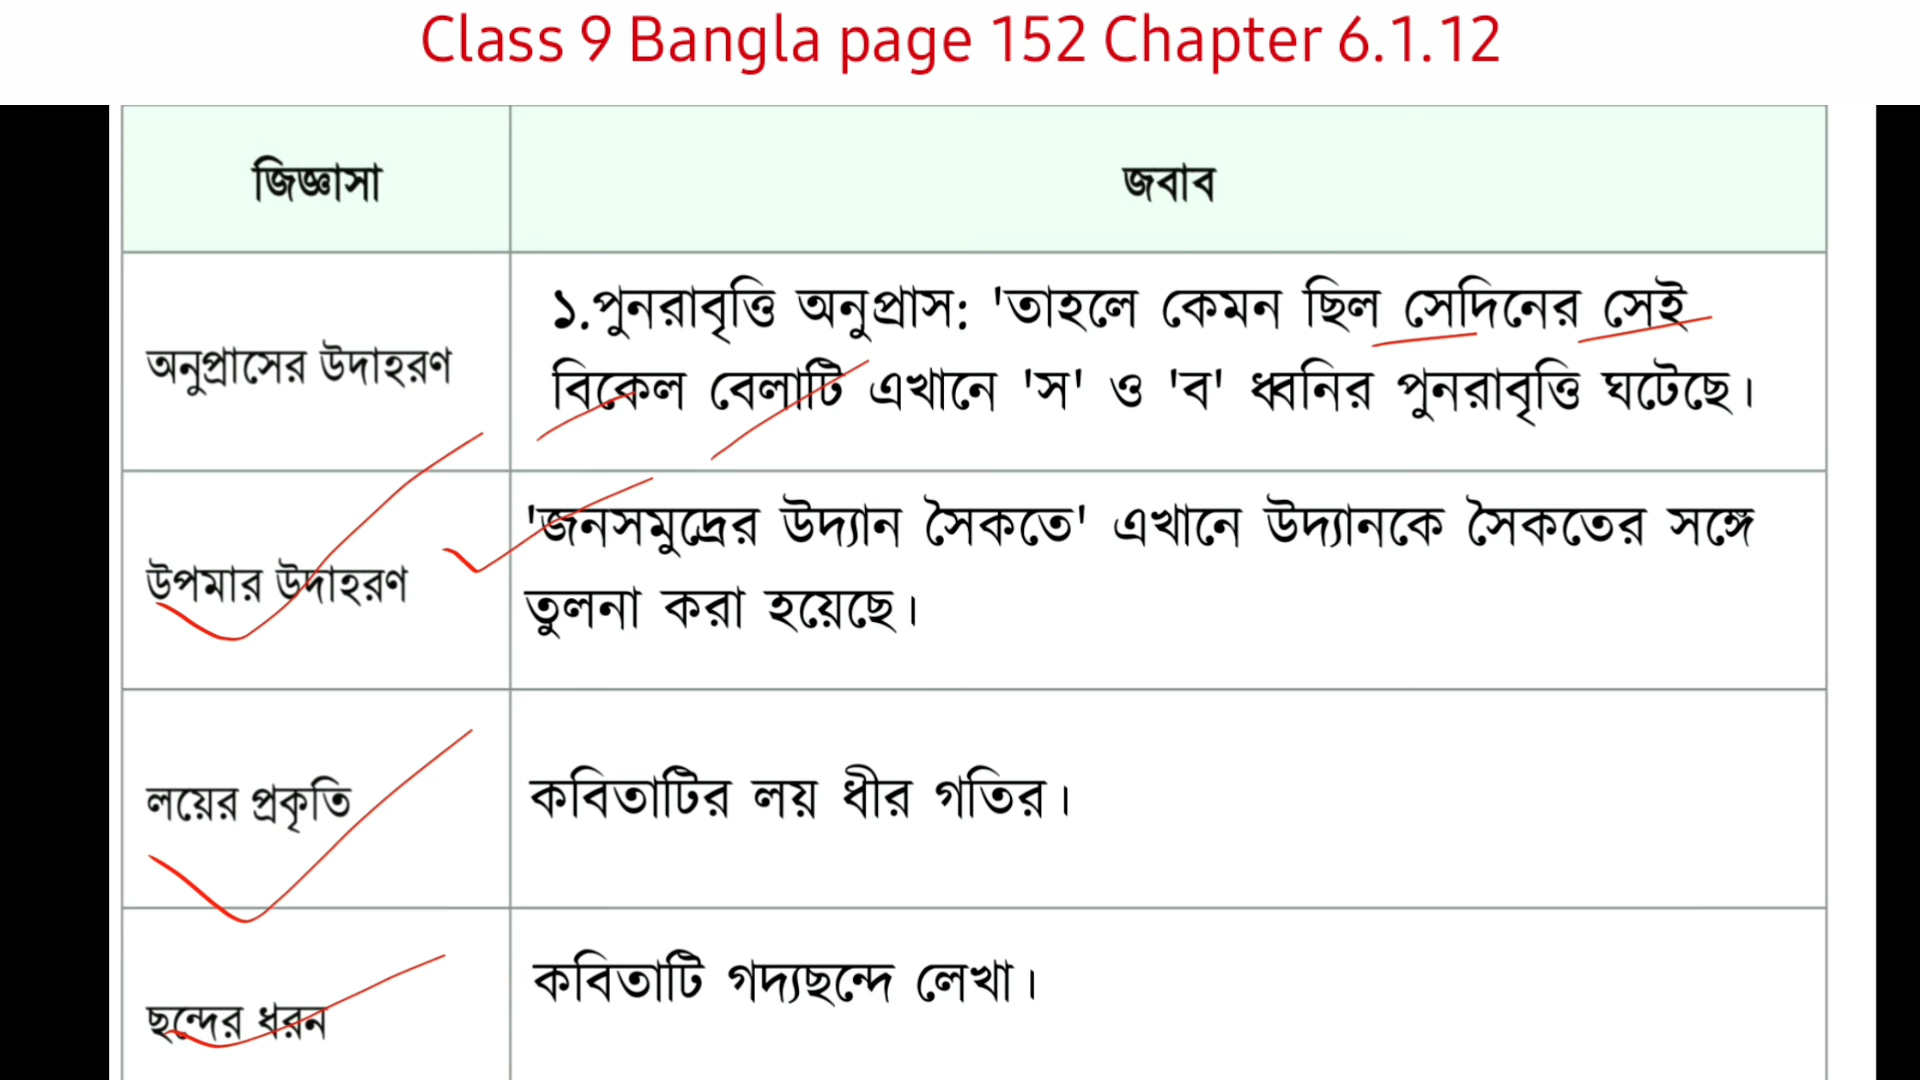 Class 9 Bangla page 152 Chapter 6.1.12
জিজ্ঞাসা
জবাব
অনুপ্রাসের উদাহরণ
১.পুনরাবৃত্তি অনুপ্রাস: 'তাহলে কেমন ছিল সেদিনের সেই
বিকেল বেলাটি এখানে 'স' ও 'ব' ধ্বনির পুনরাবৃত্তি ঘটেছে।
উপমার উদাহরণ
'জনসমুদ্রের উদ্যান সৈকতে' এখানে উদ্যানকে সৈকতের সঙ্গে
তুলনা করা হয়েছে।
লয়ের প্রকৃতি
কবিতাটির লয় ধীর গতির।
ছন্দের ধরন
কবিতাটি গদ্যছন্দে লেখা।